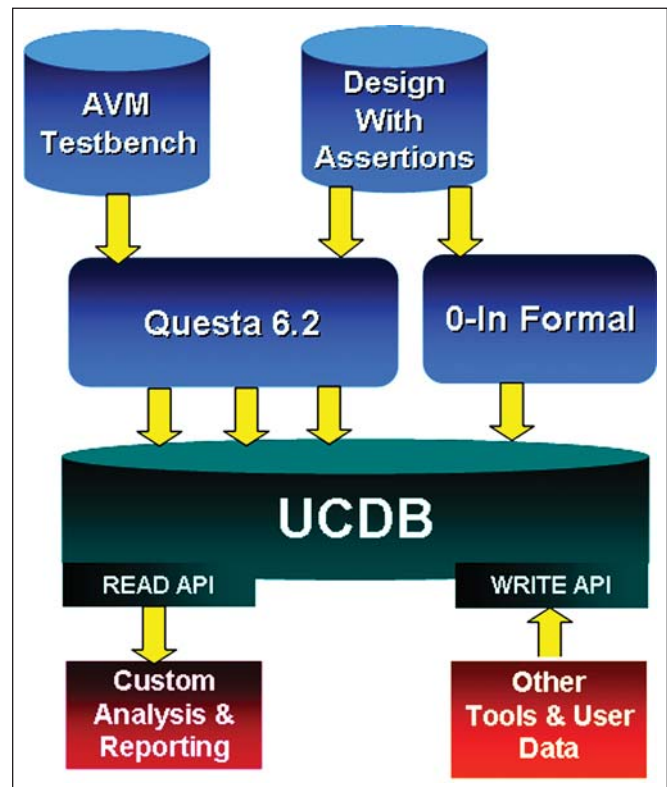 AVM
Testbench
Design
With
Assertions
Questa 6.2
0-In Formal
UCDB
READ API
WRITE API
Custom
Analysis &
Reporting
Other
Tools & User
Data